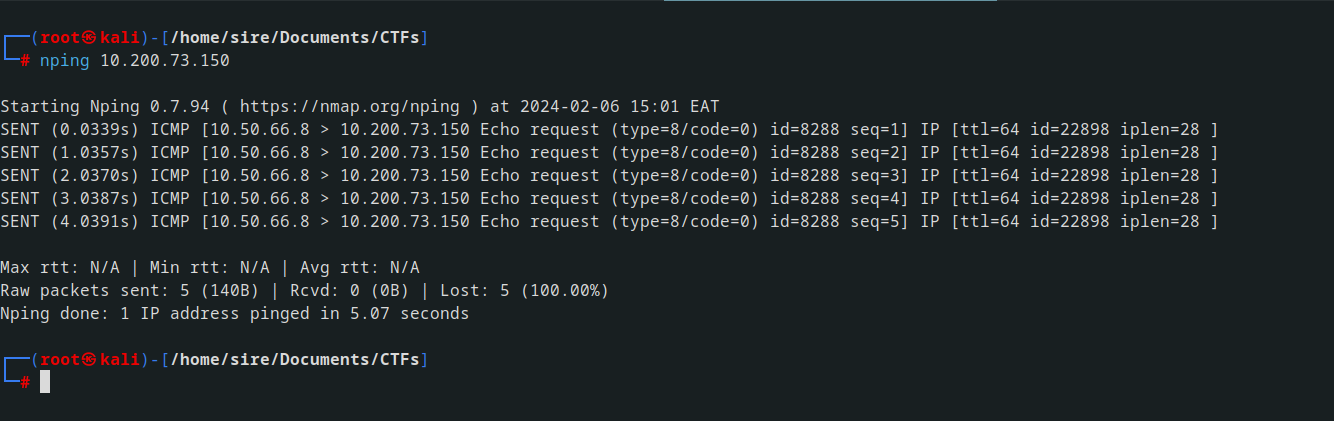 ┌──(root㉿kali)-[/home/sire/Documents/CTFs]
└─# nping 10.200.73.150
Starting Nping 0.7.94 ( https://nmap.org/nping ) at 2024-02-06 15:01 EAT
SENT (0.0339s) ICMP [10.50.66.8 > 10.200.73.150 Echo request (type=8/code=0) id=8288 seq=1] IP [ttl=64 id=22898 iplen=28 ]
SENT (1.0357s) ICMP [10.50.66.8 > 10.200.73.150 Echo request (type=8/code=0) id=8288 seq=2] IP [ttl=64 id=22898 iplen=28 ]
SENT (2.0370s) ICMP [10.50.66.8 > 10.200.73.150 Echo request (type=8/code=0) id=8288 seq=3] IP [ttl=64 id=22898 iplen=28 ]
SENT (3.0387s) ICMP [10.50.66.8 > 10.200.73.150 Echo request (type=8/code=0) id=8288 seq=4] IP [ttl=64 id=22898 iplen=28 ]
SENT (4.0391s) ICMP [10.50.66.8 > 10.200.73.150 Echo request (type=8/code=0) id=8288 seq=5] IP [ttl=64 id=22898 iplen=28 ]
Max rtt: N/A | Min rtt: N/A | Avg rtt: N/A
Raw packets sent: 5 (140B) | Rcvd: 0 (0B) | Lost: 5 (100.00%)
Nping done: 1 IP address pinged in 5.07 seconds
┌──(root㉿kali)-[/home/sire/Documents/CTFs]
└─#